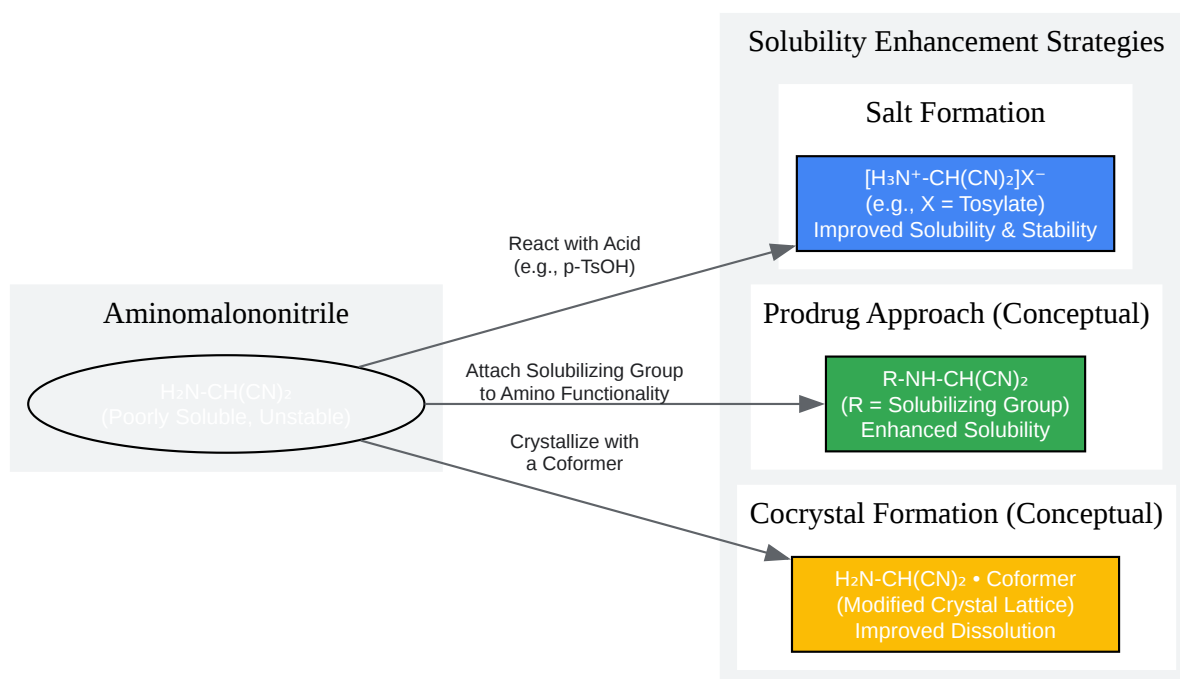 Solubility Enhancement Strategies
Salt Formation
[H₃N⁺-CH(CN)₂]X⁻
(e.g., X = Tosylate)
Improved Solubility & Stability
React with Acid
(e.g., p-TsOH)
Aminomalononitrile
H₂N-CH(CN)₂
(Poorly Soluble, Unstable)
Attach Solubilizing Group
to Amino Functionality
Prodrug Approach (Conceptual)
R-NH-CH(CN)₂
(R = Solubilizing Group)
Enhanced Solubility
Crystallize with
a Coformer
Cocrystal Formation (Conceptual)
H₂N-CH(CN)₂ • Coformer
(Modified Crystal Lattice)
Improved Dissolution